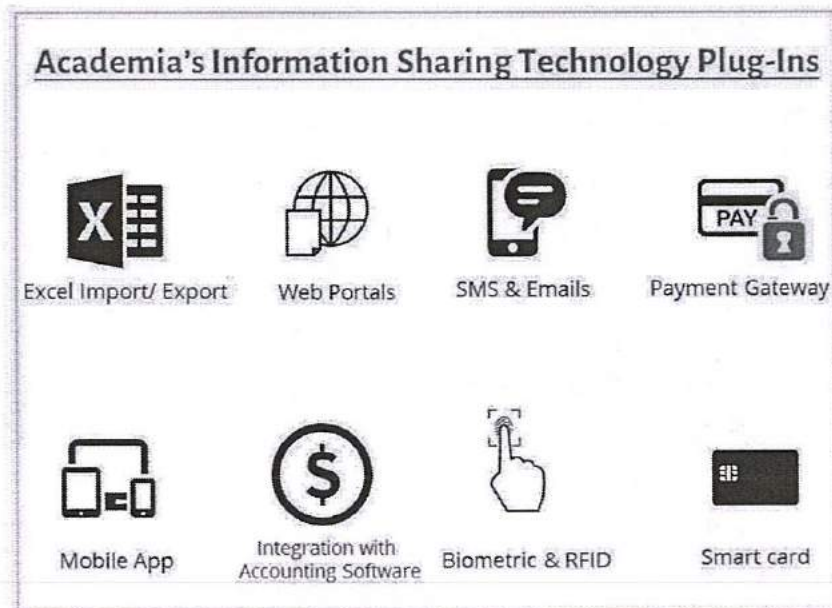 Academia's Information Sharing Technology Plug-Ins
X
PAY
Excel Import/ Export
Web Portals
SMS & Emails
Payment Gateway
$
Mobile App
Integration with
Accounting Software
Biometric & RFID
Smart card